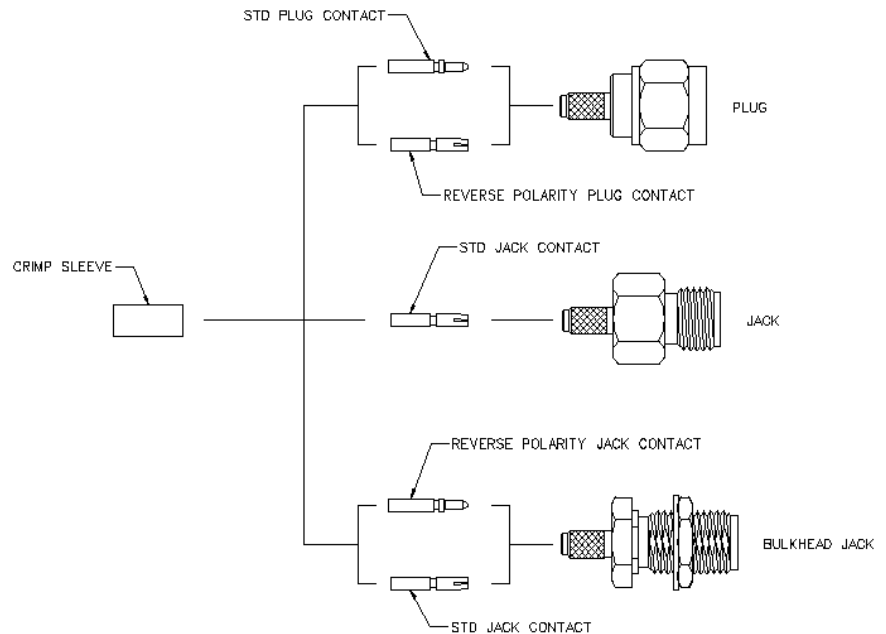 STD PLUG CONTACT
PLUG
REVERSE POLARITY PLUG CONTACT
STD JACK CONTACT
CRIMP SLEEVE
JACK
REVERSE POLARITY JACK CONTACT
BULKHEAD JACK
STD JACK CONTACT